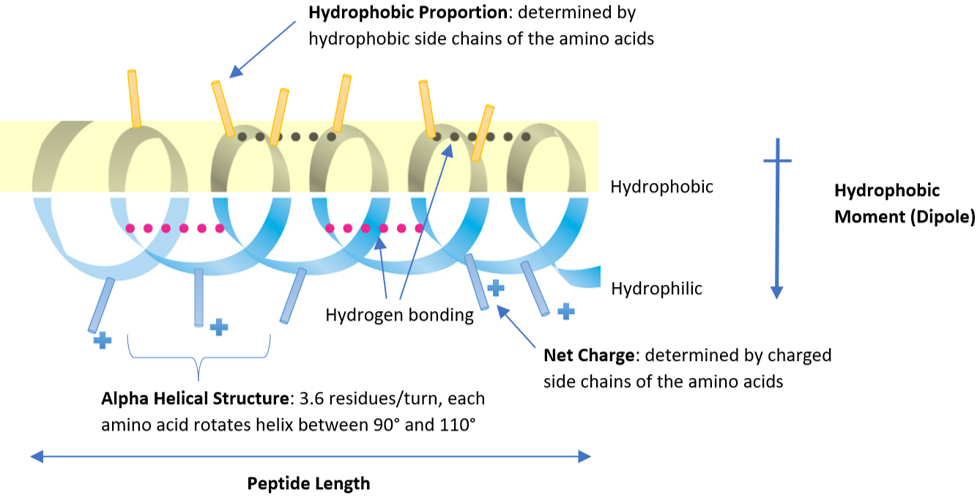 Hydrophobic Proportion: determined by
hydrophobic side chains of the amino acids
Hydrophobic
Hydrophobic
Moment (Dipole)
Hydrophilic
Hydrogen bonding
Net Charge: determined by charged
side chains of the amino acids
Alpha Helical Structure: 3.6 residues/turn, each
amino acid rotates helix between 90° and 110°
Peptide Length